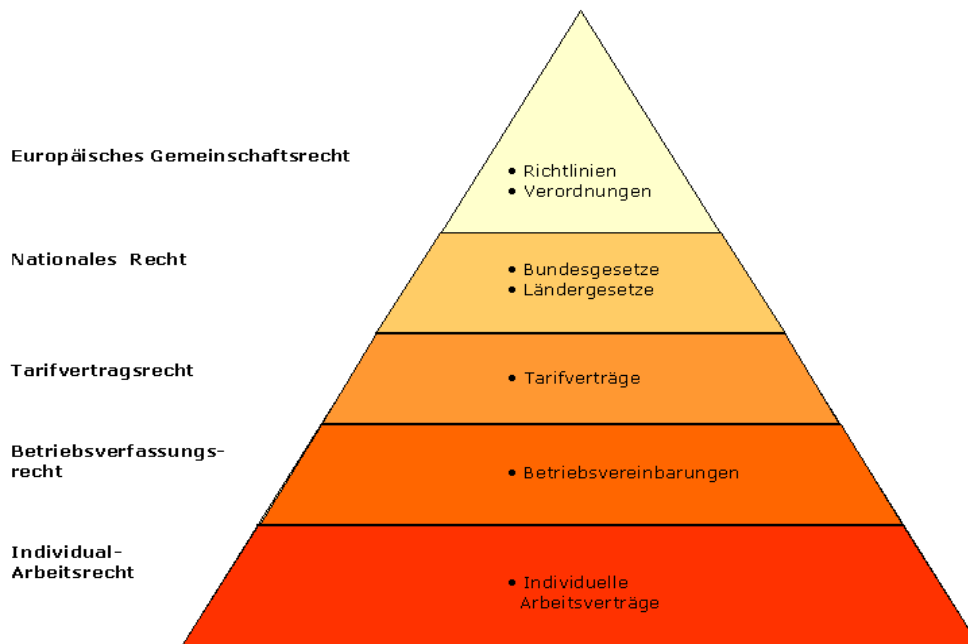 Europäisches Gemeinschaftsrecht
• Richtlinien
• Verordnungen
Nationales Recht
• Bundesgesetze
• Ländergesetze
Tarifvertragsrecht
• Tarifverträge
Betriebsverfassungs-
recht
• Betriebsvereinbarungen
Individual-
Arbeitsrecht
• Individuelle
Arbeitsverträge